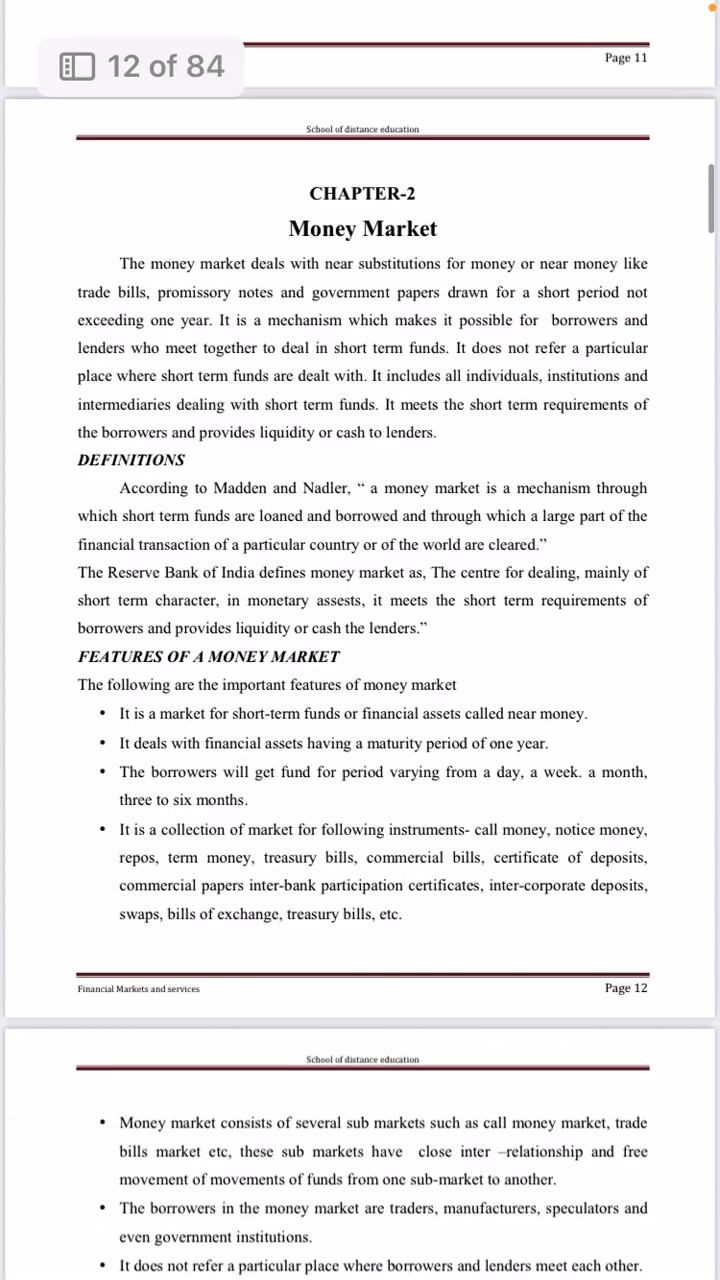 12 of 84
Page 11
School of distance education
CHAPTER-2
Money Market
The money market deals with near substitutions for money or near money like
trade bills, promissory notes and government papers drawn for a short period not
exceeding one year. It is a mechanism which makes it possible for borrowers and
lenders who meet together to deal in short term funds. It does not refer a particular
place where short term funds are dealt with. It includes all individuals, institutions and
intermediaries dealing with short term funds. It meets the short term requirements of
the borrowers and provides liquidity or cash to lenders.
DEFINITIONS
According to Madden and Nadler, “ a money market is a mechanism through
which short term funds are loaned and borrowed and through which a large part of the
financial transaction of a particular country or of the world are cleared.”
The Reserve Bank of India defines money market as, The centre for dealing, mainly of
short term character, in monetary assests, it meets the short term requirements of
borrowers and provides liquidity or cash the lenders.”
FEATURES OF A MONEY MARKET
The following are the important features of money market
• It is a market for short-term funds or financial assets called near money.
• It deals with financial assets having a maturity period of one year.
• The borrowers will get fund for period varying from a day, a week. a month,
three to six months.
• It is a collection of market for following instruments- call money, notice money,
repos, term money, treasury bills, commercial bills, certificate of deposits,
commercial papers inter-bank participation certificates, inter-corporate deposits,
swaps, bills of exchange, treasury bills, etc.
Financial Markets and services
Page 12
School of distance education
• Money market consists of several sub markets such as call money market, trade
bills market etc, these sub markets have close inter –relationship and free
movement of movements of funds from one sub-market to another.
• The borrowers in the money market are traders, manufacturers, speculators and
even government institutions.
• It does not refer a particular place where borrowers and lenders meet each other.